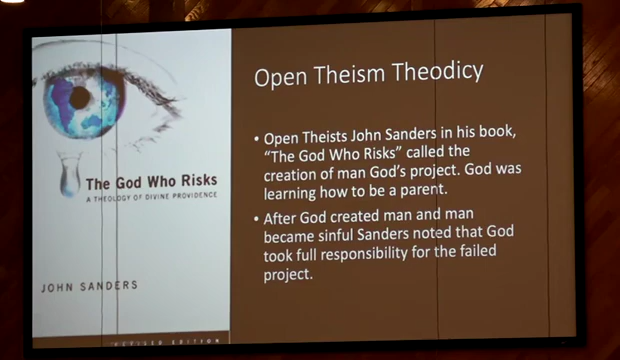 Open Theism Theodicy
• Open Theists John Sanders in his book,
"The God Who Risks" called the
creation of man God's project. God was
learning how to be a parent.
• After God created man and man
became sinful Sanders noted that God
took full responsibility for the failed
project.
The God Who Risks
A THEOLOGY OF DIVINE PROVIDENCE
JOHN SANDERS
REVISED EDITION